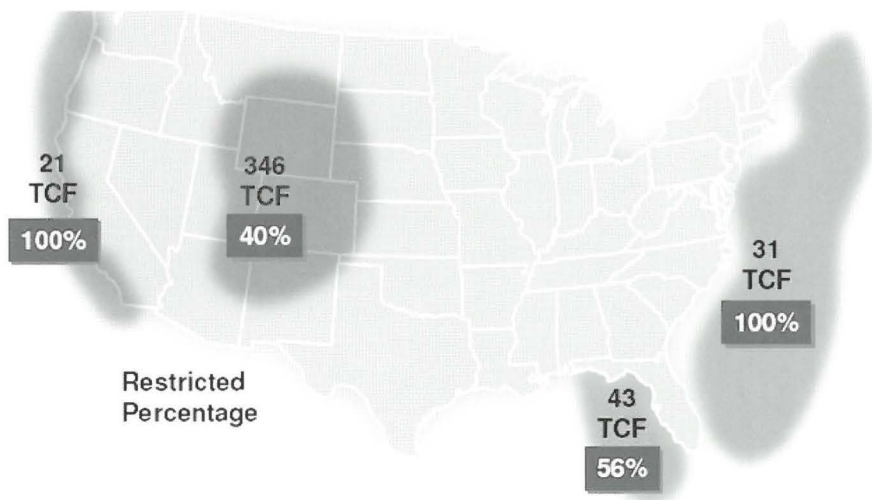 21
TCF
100%
346
TCF
40%
31
TCF
100%
Restricted
Percentage
43
TCF
56%